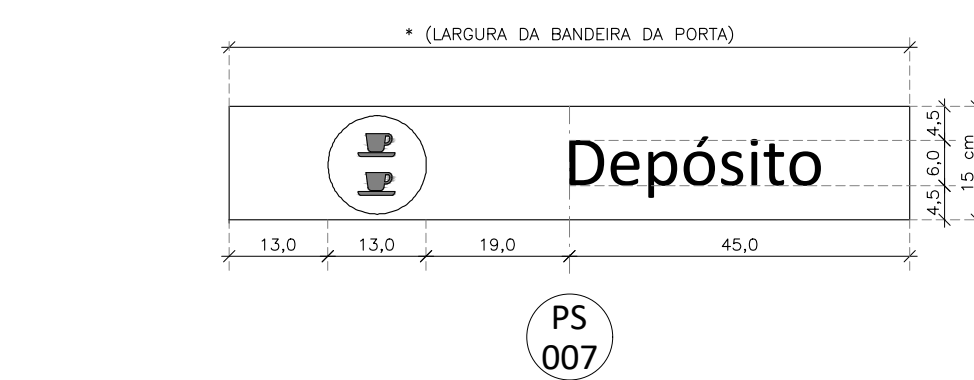 * (LARGURA DA BANDEIRA DA PORTA)
Depósito
4,5
6,0
4,5
15 cm
13,0 13,0 19,0 45,0
PS
007